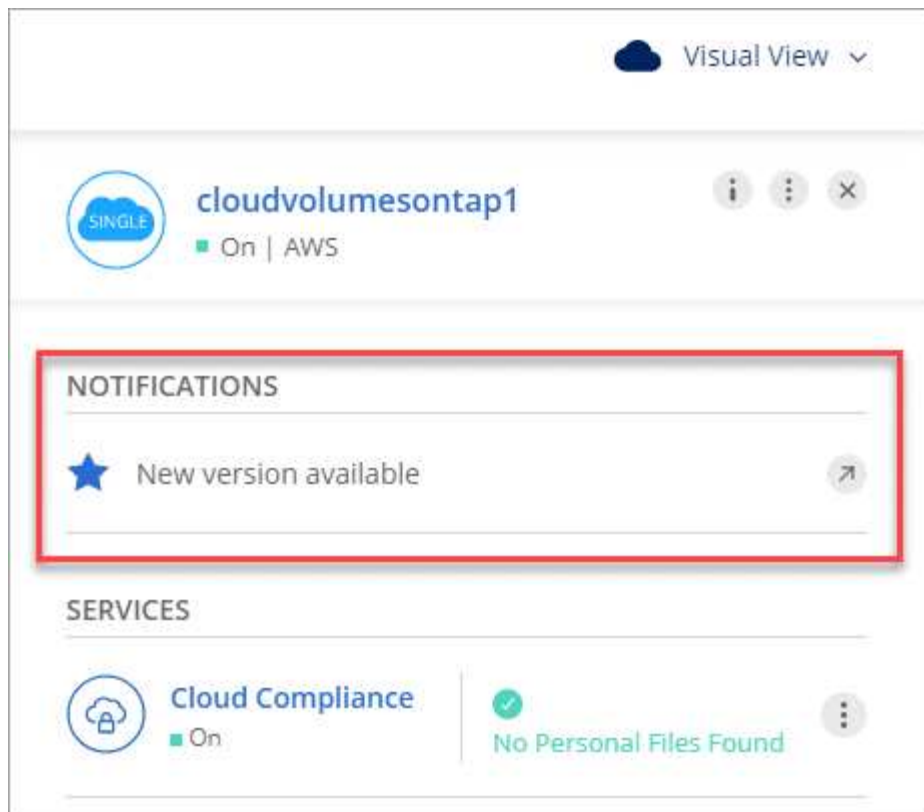 Visual View
SINGLE
cloudvolumesontap1
On | AWS
NOTIFICATIONS
New version available
SERVICES
Cloud Compliance
On
No Personal Files Found